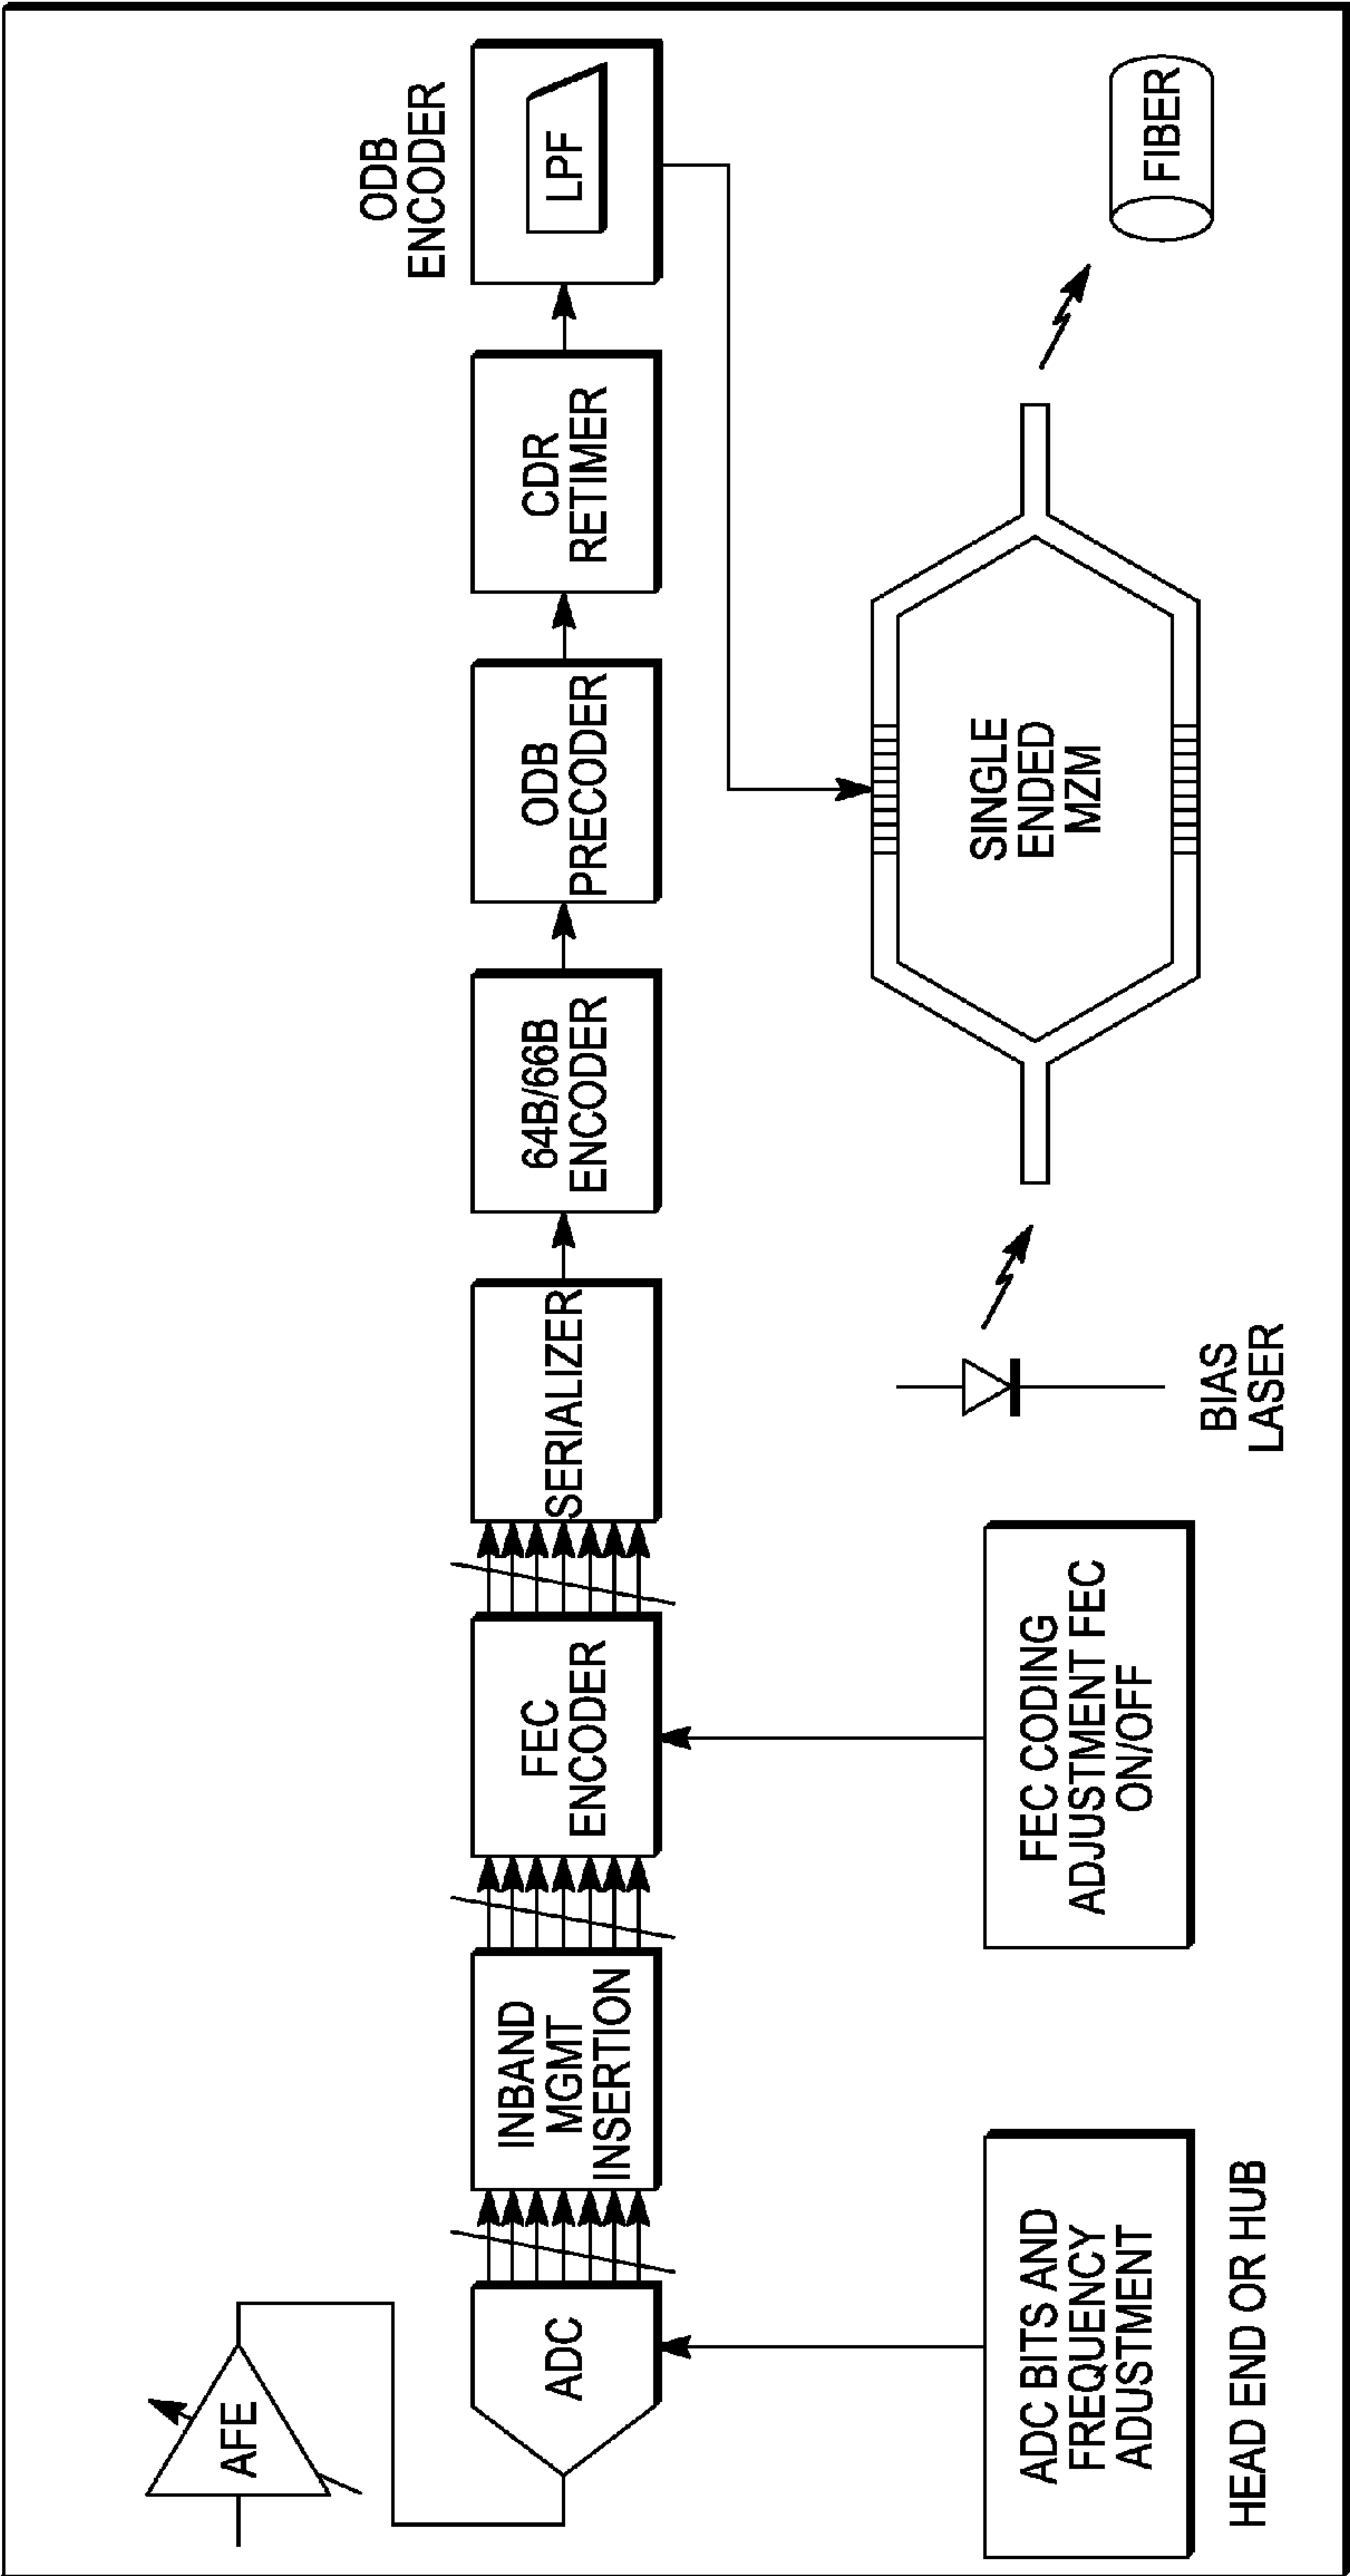 AFE
ADC
INBAND
MGMT
INSERTION
FEC
ENCODER
SERIALIZER
64B/66B
ENCODER
ODB
PRECODER
CDR
RETIMER
ODB
ENCODER
LPF
ADC BITS AND
FREQUENCY
ADUSTMENT
FEC CODING
ADJUSTMENT FEC
ON/OFF
BIAS
LASER
SINGLE
ENDED
MZM
FIBER
HEAD END OR HUB